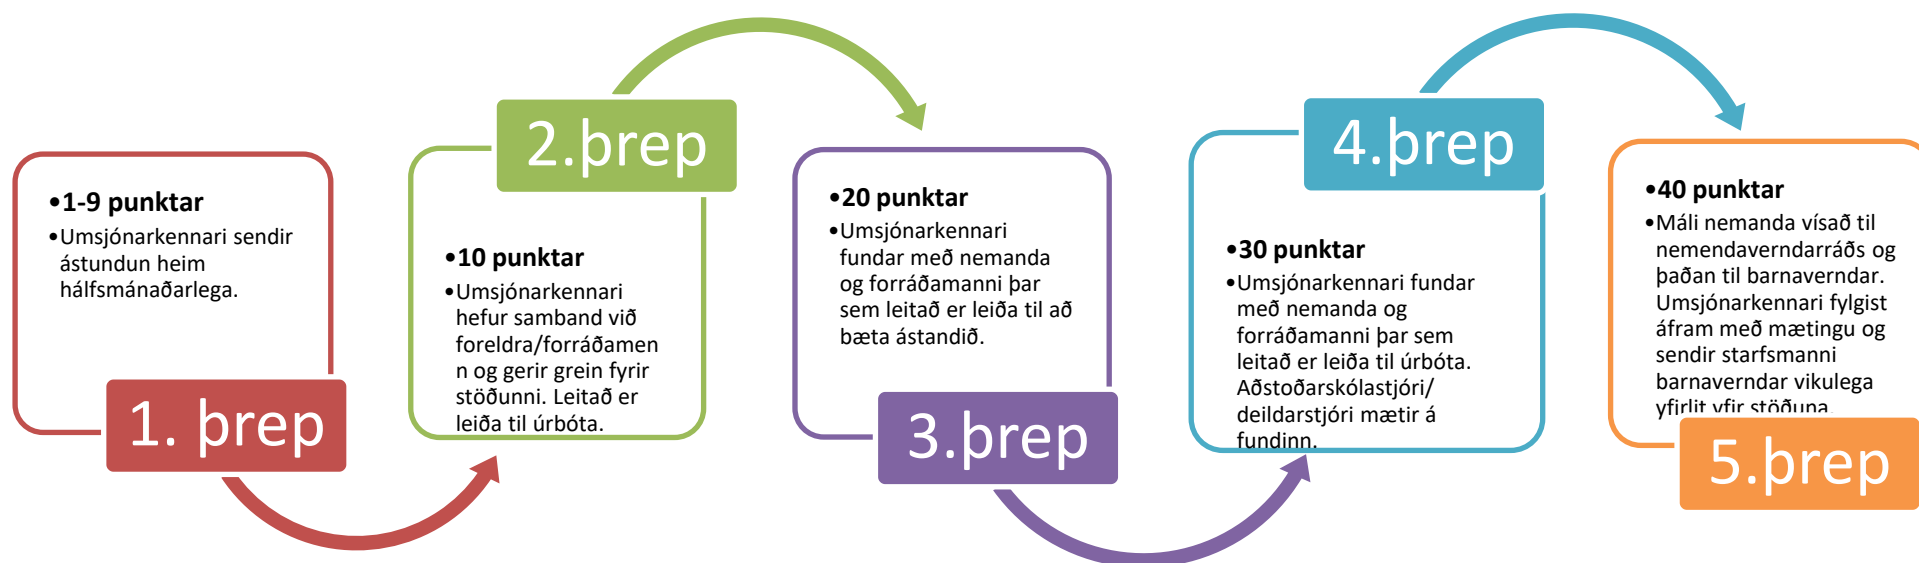 1. þrep
•1-9 punktar
•Umsjónarkennari sendir
ástundun heim
hálfsmánaðarlega.
2.þrep
•10 punktar
•Umsjónarkennari
hefur samband við
foreldra/forráðamen
n og gerir grein fyrir
stöðunni. Leitað er
leiða til úrbóta.
•20 punktar
•Umsjónarkennari
fundar með nemanda
og forráðamanni þar
sem leitað er leiða til að
bæta ástandið.
3.þrep
4.þrep
•30 punktar
•Umsjónarkennari fundar
með nemanda og
forráðamanni þar sem
leitað er leiða til úrbóta.
Aðstoðarskólastjóri/
deildarstjóri mætir á
fundinn.
•40 punktar
•Máli nemanda vísað til
nemendaverndarráðs og
þaðan til barnaverndar.
Umsjónarkennari fylgist
áfram með mætingu og
sendir starfsmanni
barnaverndar vikulega
yfirlit yfir stöðuna.
5.þrep